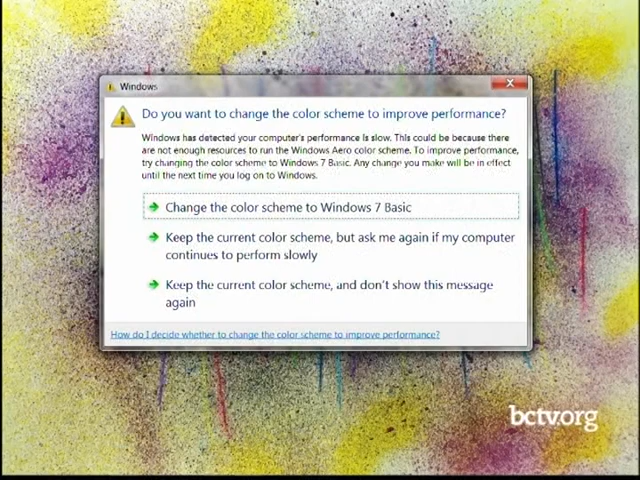 Windows
Do you want to change the color scheme to improve performance?
Windows has detected your computer's performance is slow. This could be because there
are not enough resources to run the Windows Aero color scheme. To improve performance,
try changing the color scheme to Windows 7 Basic. Any change you make will be in effect
until the next time you log on to Windows.
Change the color scheme to Windows 7 Basic
Keep the current color scheme, but ask me again if my computer
continues to perform slowly
Keep the current color scheme, and don't show this message
again
How do I decide whether to change the color scheme to improve performance?
bctv.org